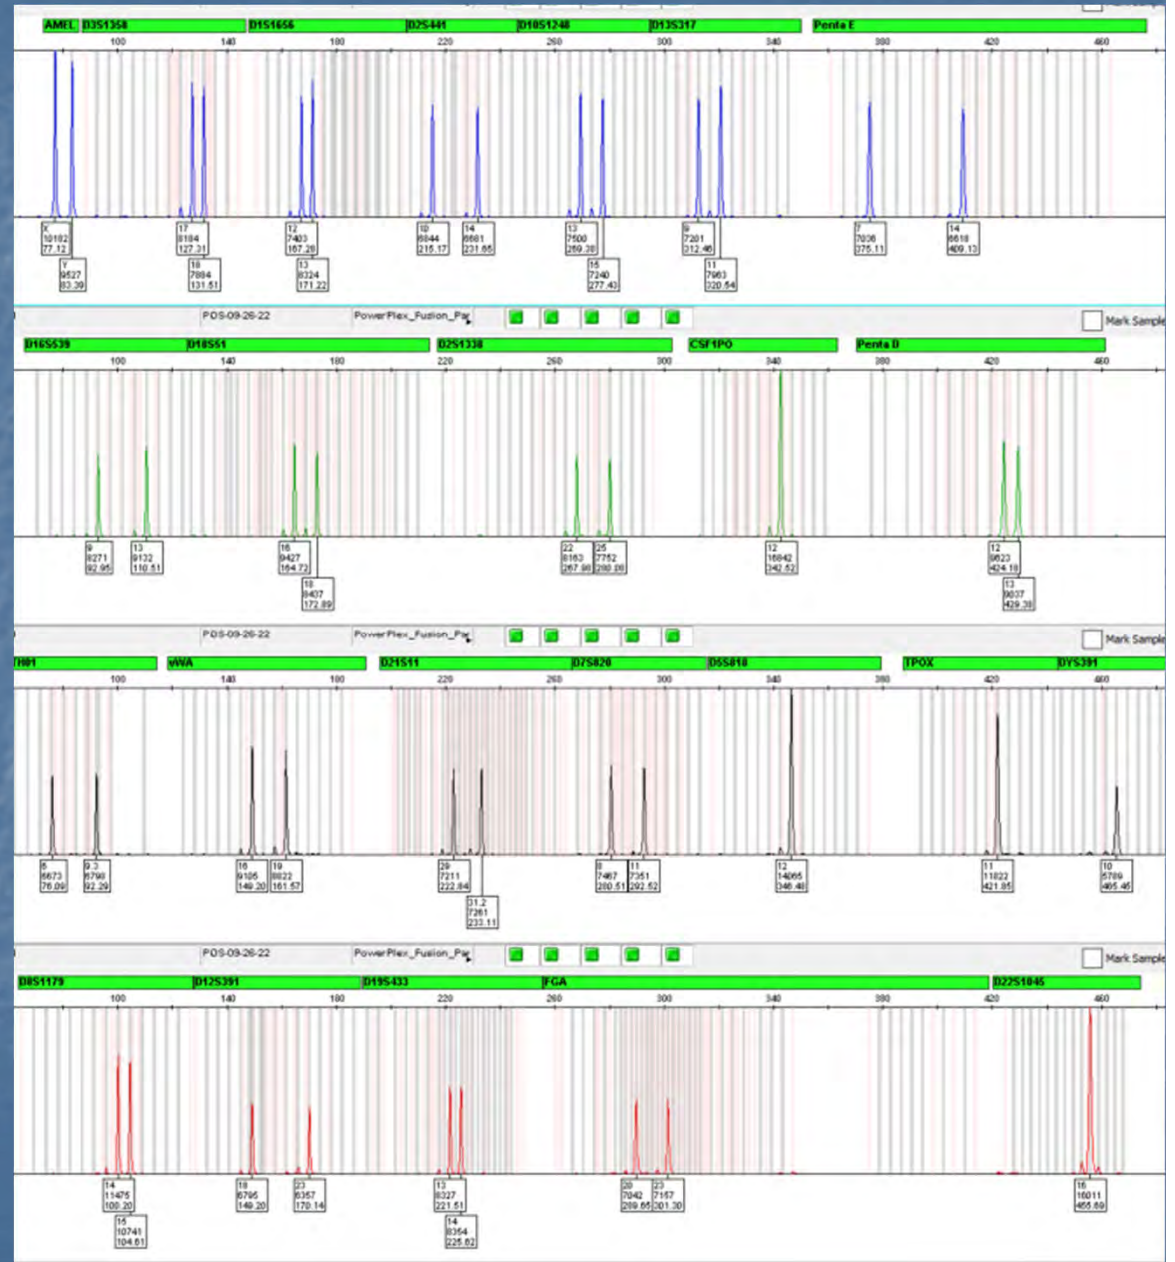 AMEL D3S1358 D1S1656 D2S441 D10S1248 D13S317 Penta E
100 140 180 220 260 300 340 380 420 460
X 17 12 10 14 13 9 7 14
10182 8184 7403 6844 6681 7500 7201 7036 6618
77.12 127.31 167.28 215.17 231.65 269.38 312.46 375.11 409.13
Y 18 13 15 11
9527 7884 8324 7240 7963
83.39 131.51 171.22 277.43 320.54
POS-09-26-22 PowerPlex_Fusion_Par Mark Sample
D16S539 D18S51 D2S1338 CSF1PO Penta D
100 140 180 220 260 300 340 380 420 460
9 13 16 22 25 12 12
8271 9132 9427 8163 7752 16842 9623
92.95 110.51 164.72 267.98 280.08 342.52 424.18
18 13
8437 9037
172.89 429.38
POS-09-26-22 PowerPlex_Fusion_Par Mark Sample
TH01 vWA D21S11 D7S820 D5S818 TPOX DYS391
100 140 180 220 260 300 340 380 420 460
6 9.3 16 19 29 8 11 12 11 10
6673 6798 9105 8822 7211 7467 7351 14065 11822 5789
76.09 92.29 149.20 161.57 222.84 280.51 292.52 346.48 421.85 465.45
31.2
7261
233.11
POS-09-26-22 PowerPlex_Fusion_Par Mark Sample
D8S1179 D12S391 D19S433 FGA D22S1045
100 140 180 220 260 300 340 380 420 460
14 18 23 13 20 23 16
11475 6795 6357 8327 7042 7157 16011
100.20 149.20 170.14 221.51 289.65 301.30 455.69
15 14
10741 8354
104.61 225.62